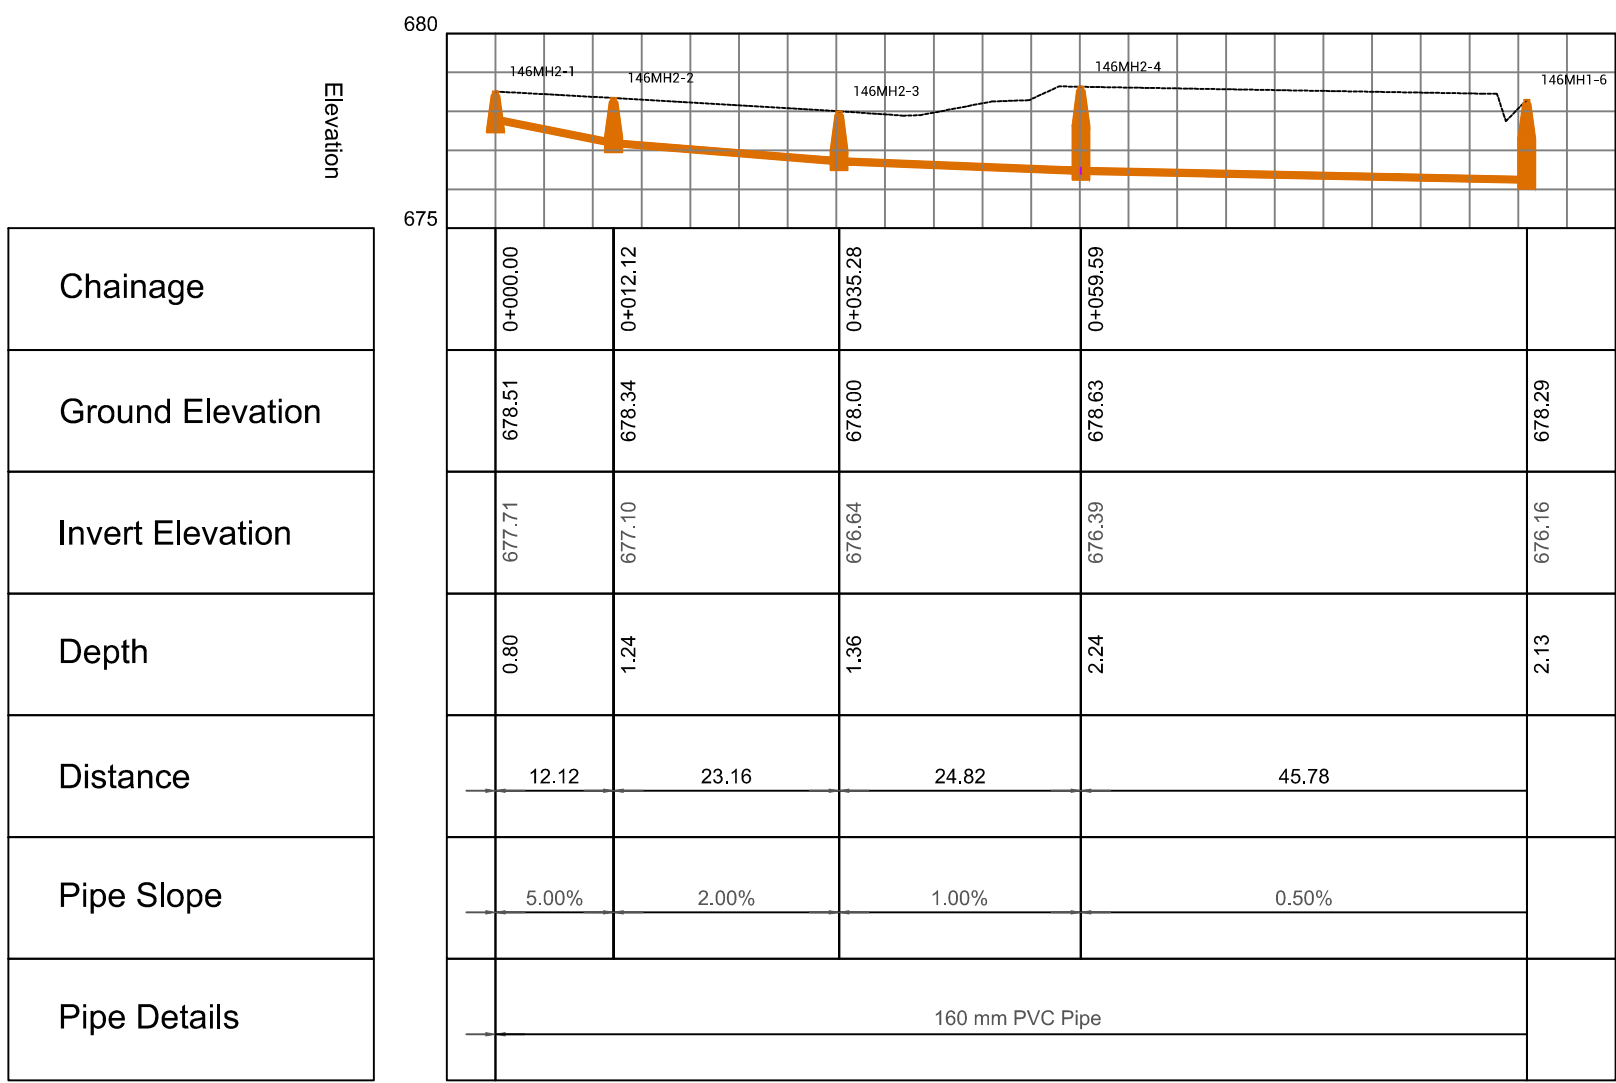 680
Elevation
675
146MH2-1
146MH2-2
146MH2-3
146MH2-4
146MH1-6
Chainage
0+000.00
0+012.12
0+035.28
0+059.59
Ground Elevation
678.51
678.34
678.00
678.63
678.29
Invert Elevation
677.71
677.10
676.64
676.39
676.16
Depth
0.80
1.24
1.36
2.24
2.13
Distance
12.12
23.16
24.82
45.78
Pipe Slope
5.00%
2.00%
1.00%
0.50%
Pipe Details
160 mm PVC Pipe